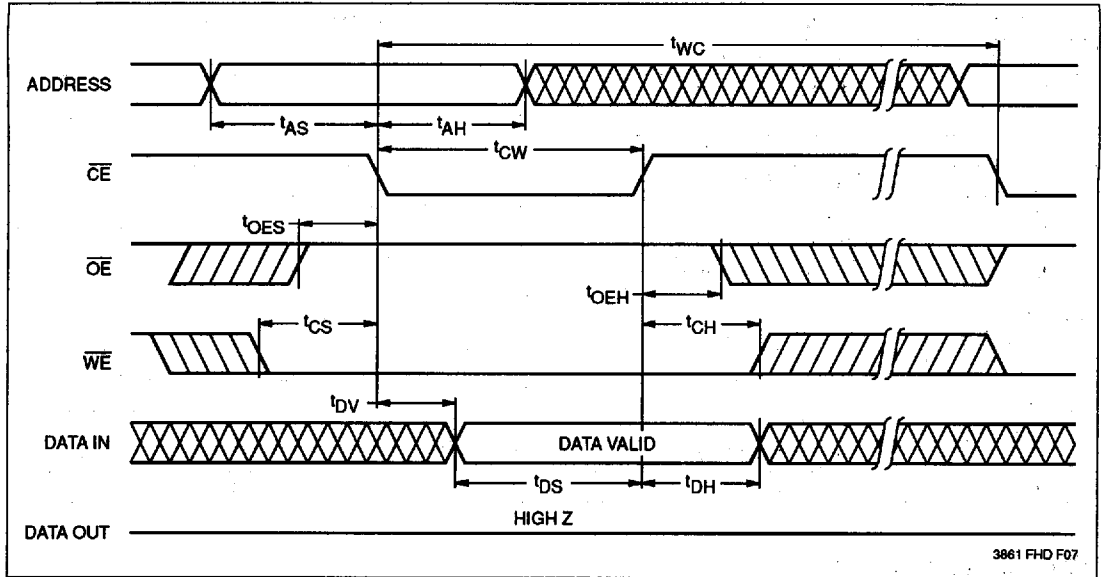 tWC
ADDRESS
tAS
tAH
tCW
CE
tOES
OE
tOEH
tCS
tCH
WE
tDV
DATA IN
DATA VALID
tDS
tDH
HIGH Z
DATA OUT
3861 FHD F07